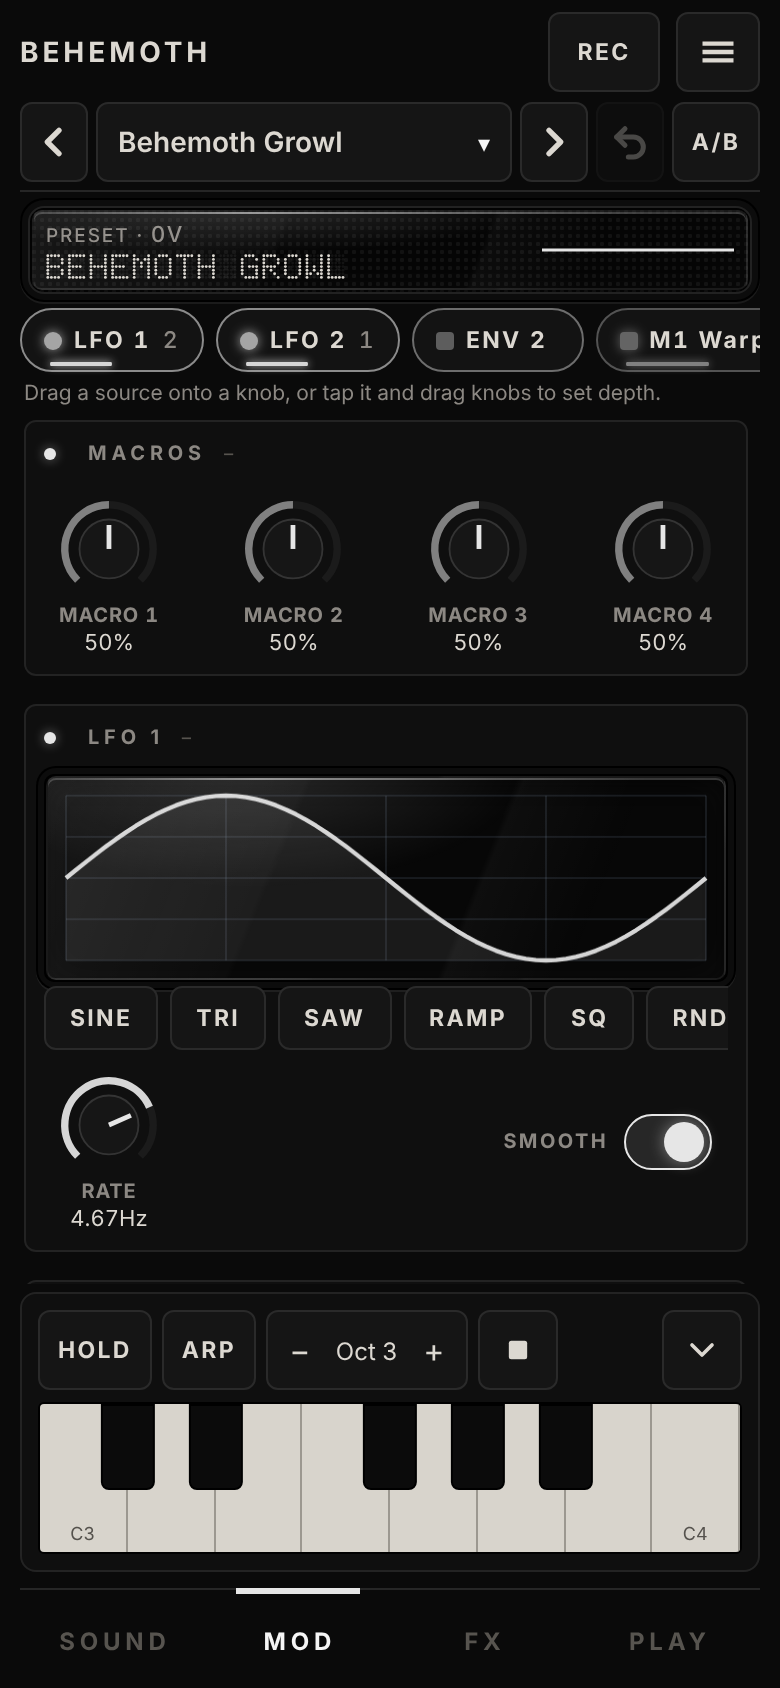 BEHEMOTH REC
Behemoth Growl ▾ A/B
PRESET · 0V
BEHEMOTH GROWL
LFO 1 2 LFO 2 1 ENV 2 M1 Warp
Drag a source onto a knob, or tap it and drag knobs to set depth.
MACROS –
MACRO 1 MACRO 2 MACRO 3 MACRO 4
50% 50% 50% 50%
LFO 1 –
SINE TRI SAW RAMP SQ RND
SMOOTH
RATE
4.67Hz
HOLD ARP − Oct 3 +
C3 C4
SOUND MOD FX PLAY